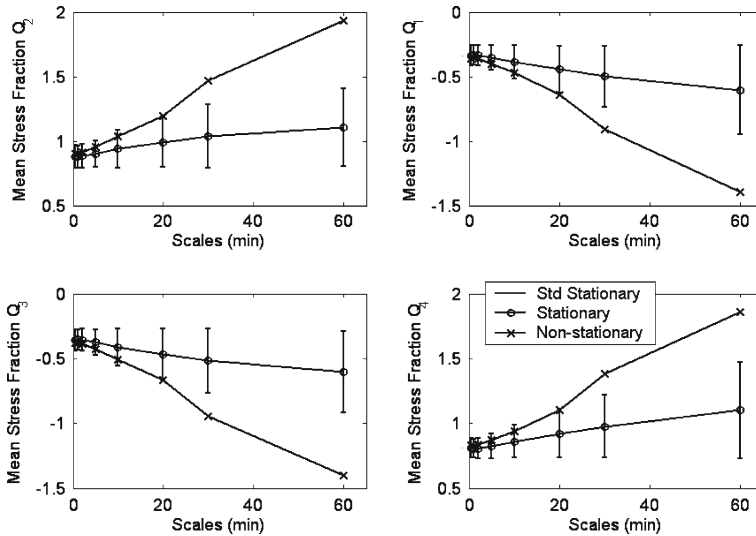 Mean Stress Fraction Q2
2
1.5
1
0.5
0 20 40 60
Scales (min)
Mean Stress Fraction Q1
0
-0.5
-1
-1.5
0 20 40 60
Scales (min)
Mean Stress Fraction Q3
0
-0.5
-1
-1.5
0 20 40 60
Scales (min)
Mean Stress Fraction Q4
2
1.5
1
0.5
0 20 40 60
Scales (min)
Std Stationary
Stationary
Non-stationary